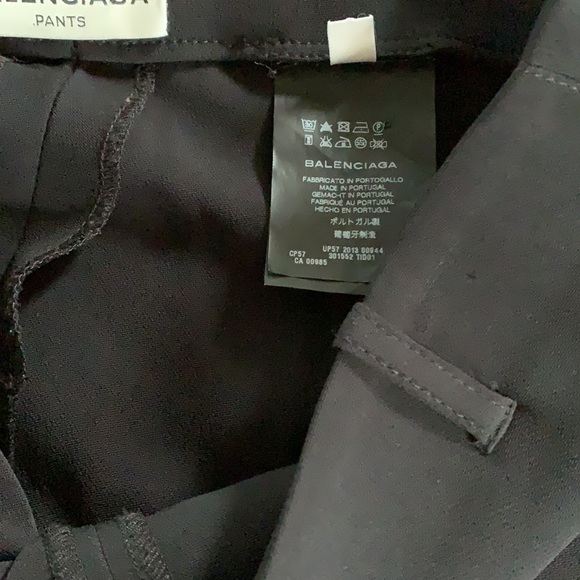 BALENCIAGA
.PANTS
BALENCIAGA
FABBRICATO IN PORTOGALLO
MADE IN PORTUGAL
GEMACHT IN PORTUGAL
FABRIQUÉ AU PORTUGAL
HECHO EN PORTUGAL
ポルトガル製
葡萄牙制造
CP57 UP57 2013 00944
CA 00985 301552 TID01